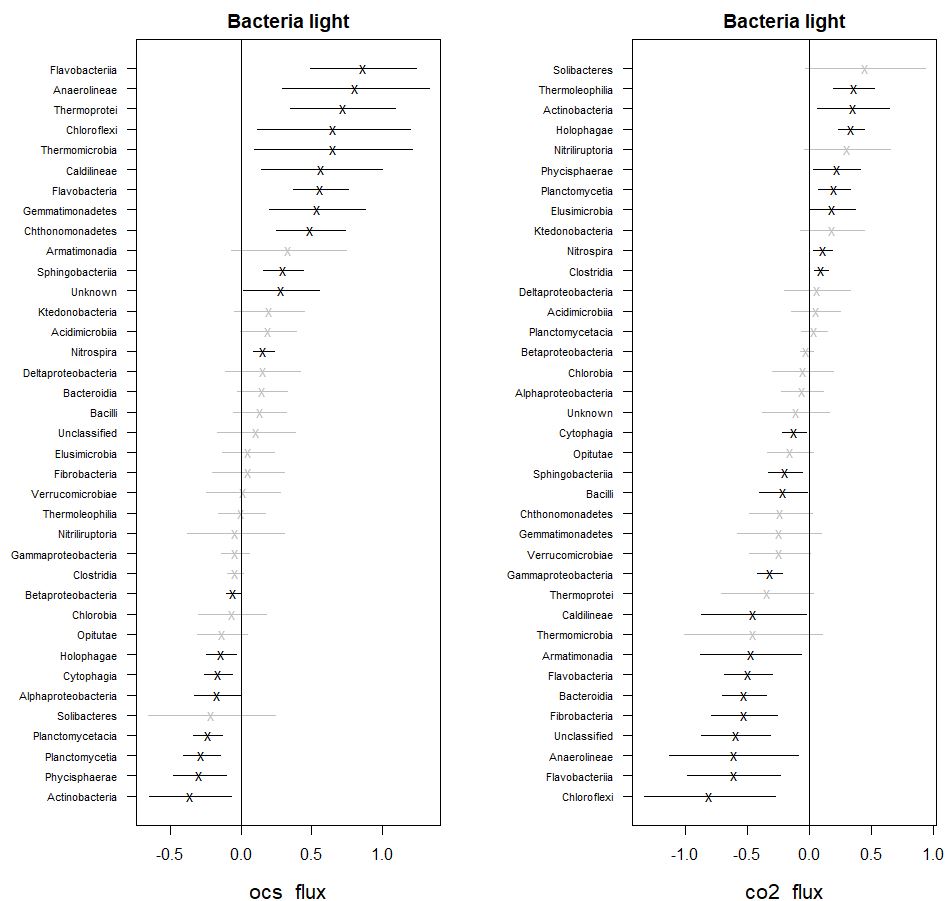 Bacteria light
Flavobacteriia
Anaerolineae
Thermoprotei
Chloroflexi
Thermomicrobia
Caldilineae
Flavobacteria
Gemmatimonadetes
Chthonomonadetes
Armatimonadia
Sphingobacteriia
Unknown
Ktedonobacteria
Acidimicrobiia
Nitrospira
Deltaproteobacteria
Bacteroidia
Bacilli
Unclassified
Elusimicrobia
Fibrobacteria
Verrucomicrobiae
Thermoleophilia
Nitriliruptoria
Gammaproteobacteria
Clostridia
Betaproteobacteria
Chlorobia
Opitutae
Holophagae
Cytophagia
Alphaproteobacteria
Solibacteres
Planctomycetacia
Planctomycetia
Phycisphaerae
Actinobacteria
-0.5 0.0 0.5 1.0
ocs flux
Bacteria light
Solibacteres
Thermoleophilia
Actinobacteria
Holophagae
Nitriliruptoria
Phycisphaerae
Planctomycetia
Elusimicrobia
Ktedonobacteria
Nitrospira
Clostridia
Deltaproteobacteria
Acidimicrobiia
Planctomycetacia
Betaproteobacteria
Chlorobia
Alphaproteobacteria
Unknown
Cytophagia
Opitutae
Sphingobacteriia
Bacilli
Chthonomonadetes
Gemmatimonadetes
Verrucomicrobiae
Gammaproteobacteria
Thermoprotei
Caldilineae
Thermomicrobia
Armatimonadia
Flavobacteria
Bacteroidia
Fibrobacteria
Unclassified
Anaerolineae
Flavobacteriia
Chloroflexi
-1.0 -0.5 0.0 0.5 1.0
co2 flux